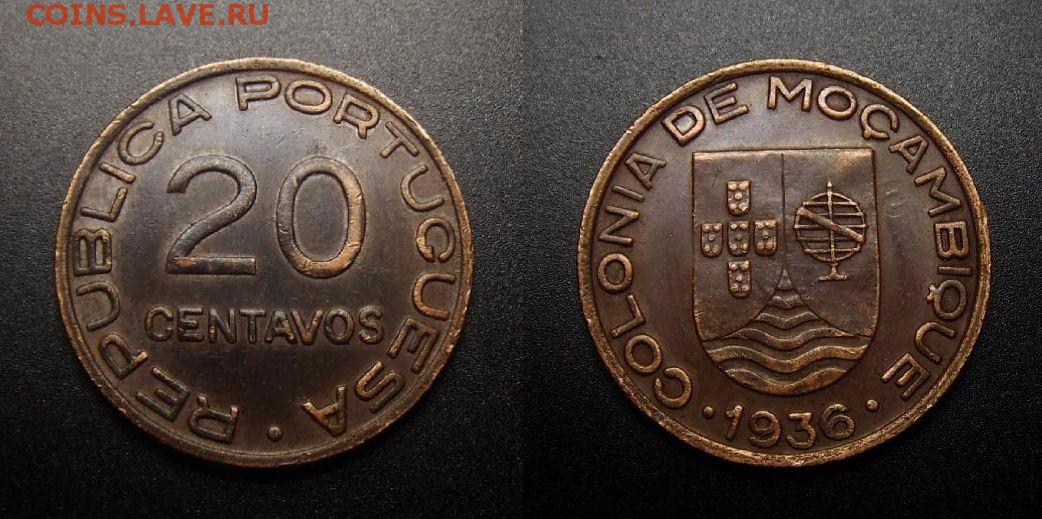 COINS.LAVE.RU
REPUBLICA PORTUGUESA ·
20
CENTAVOS
COLONIA DE MOÇAMBIQUE
· 1936 ·